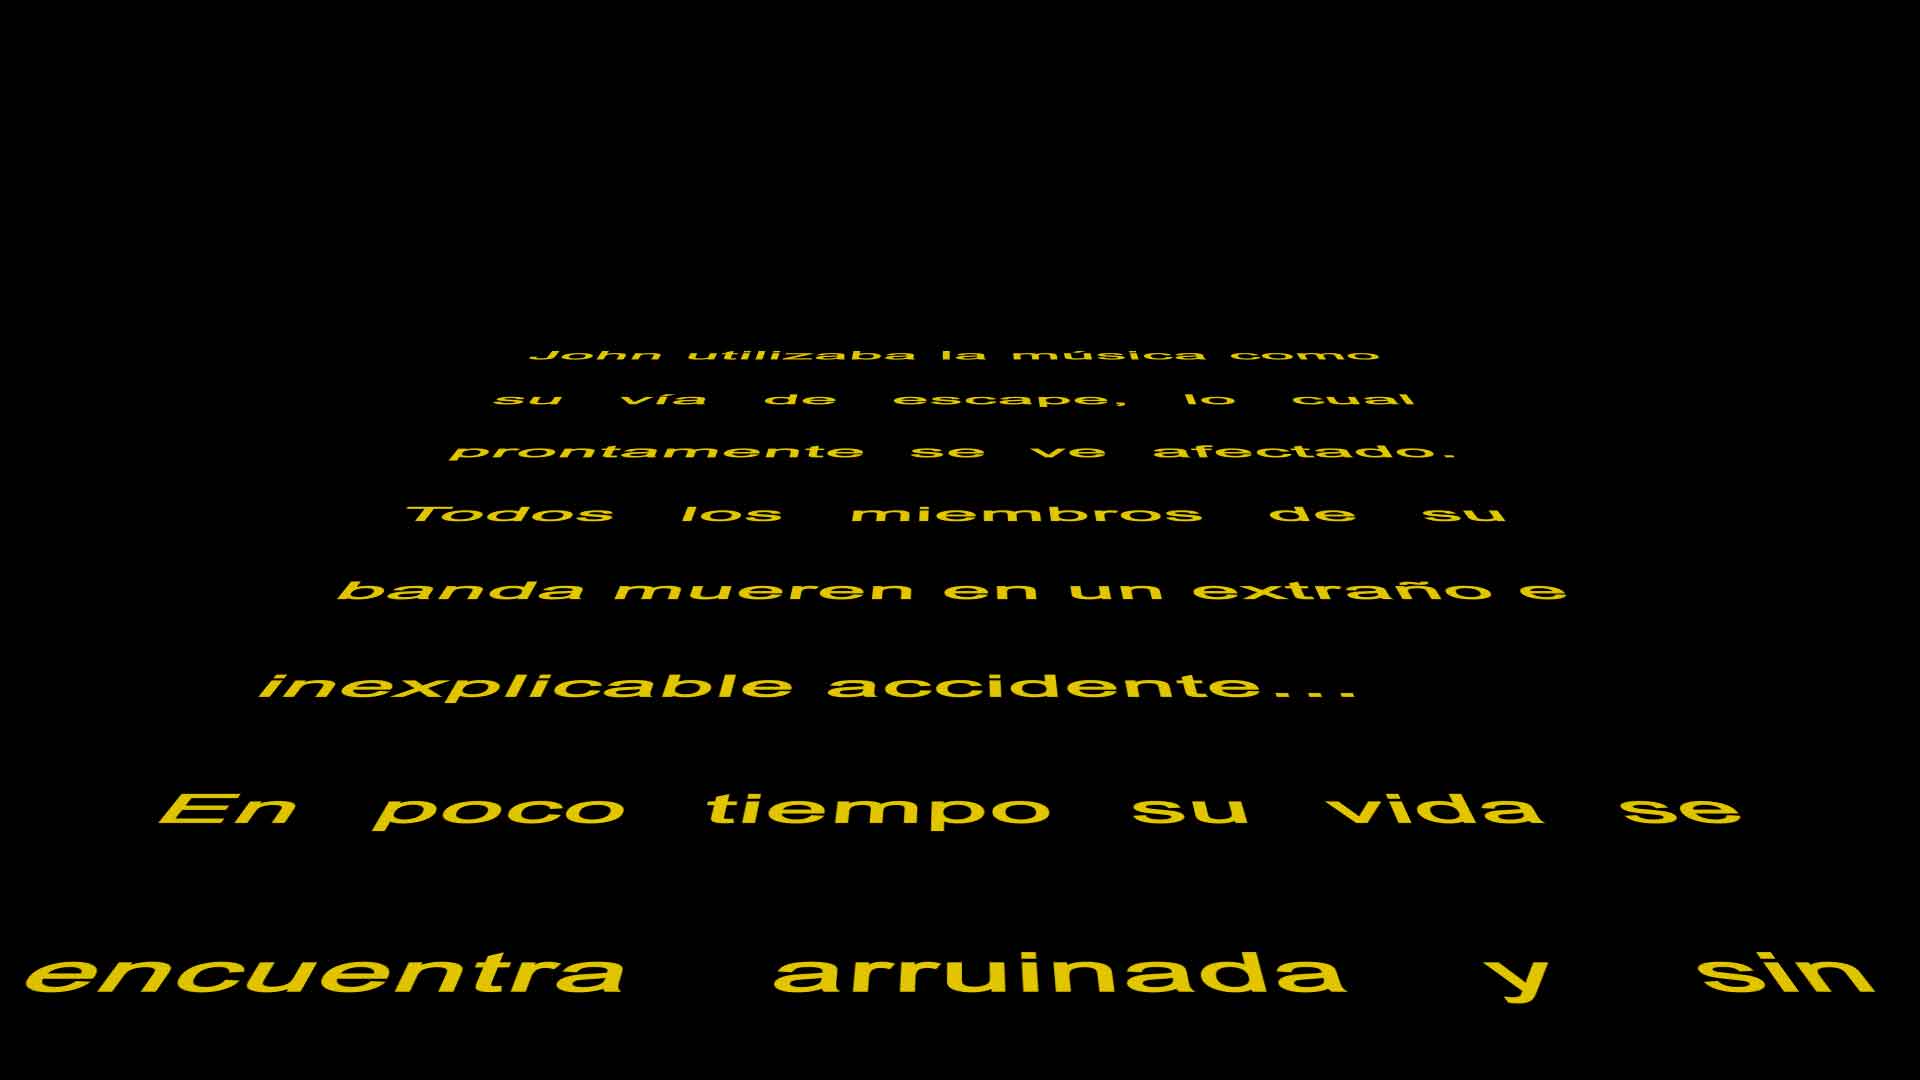 John utilizaba la música como
su vía de escape, lo cual
prontamente se ve afectado.
Todos los miembros de su
banda mueren en un extraño e
inexplicable accidente...
En poco tiempo su vida se
encuentra arruinada y sin